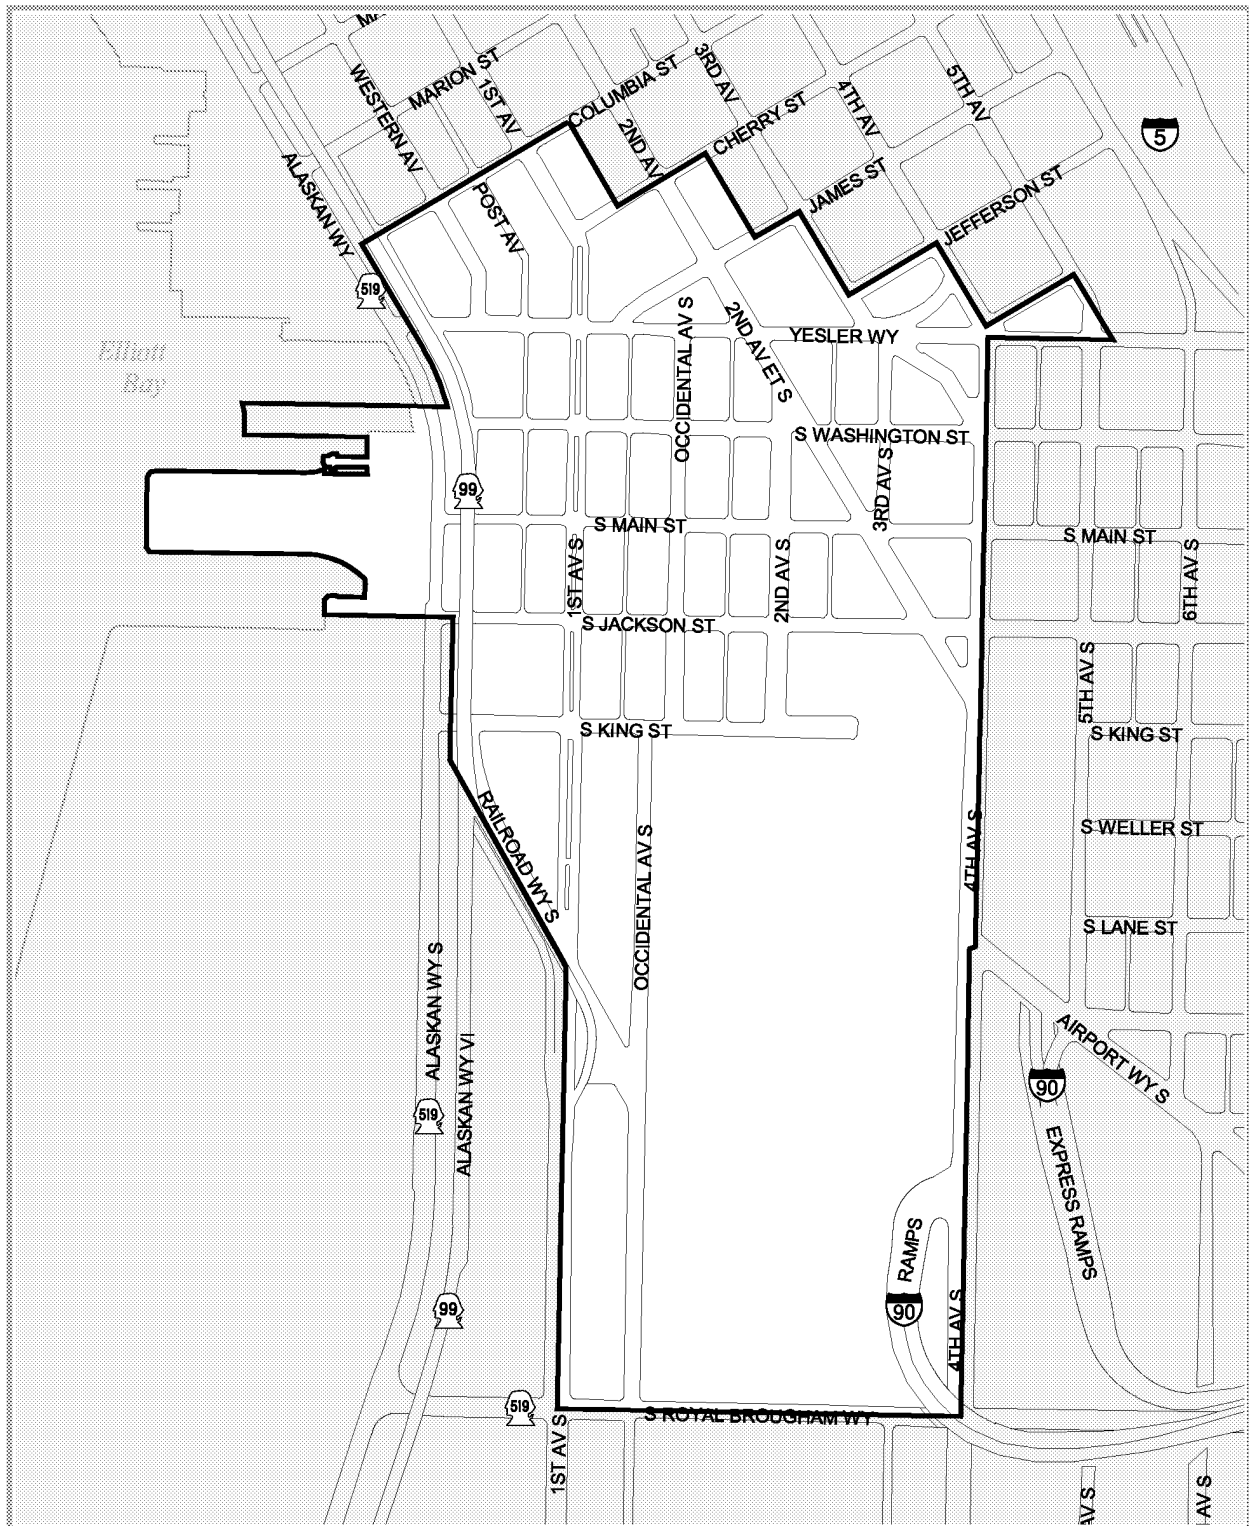 MARION ST
COLUMBIA ST
3RD AV
5TH AV
WESTERN AV
1ST AV
4TH AV
CHERRY ST
2ND AV
5
ALASKAN WY
JAMES ST
JEFFERSON ST
POST AV
519
Elliott
Bay
OCCIDENTAL AV S
2ND AV ET S
YESLER WY
S WASHINGTON ST
99
3RD AV S
S MAIN ST
S MAIN ST
1ST AV S
2ND AV S
6TH AV S
S JACKSON ST
5TH AV S
S KING ST
S KING ST
RAILROAD WY S
OCCIDENTAL AV S
4TH AV S
S WELLER ST
S LANE ST
ALASKAN WY S
ALASKAN WY VI
AIRPORT WY S
90
519
EXPRESS RAMPS
RAMPS
99
90
4TH AV S
519
S ROYAL BROUGHAM WY
1ST AV S
AV S
AV S